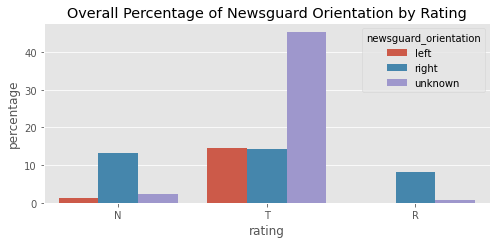 Overall Percentage of Newsguard Orientation by Rating
newsguard_orientation
left
right
unknown
percentage
40
30
20
10
0
N
T
R
rating